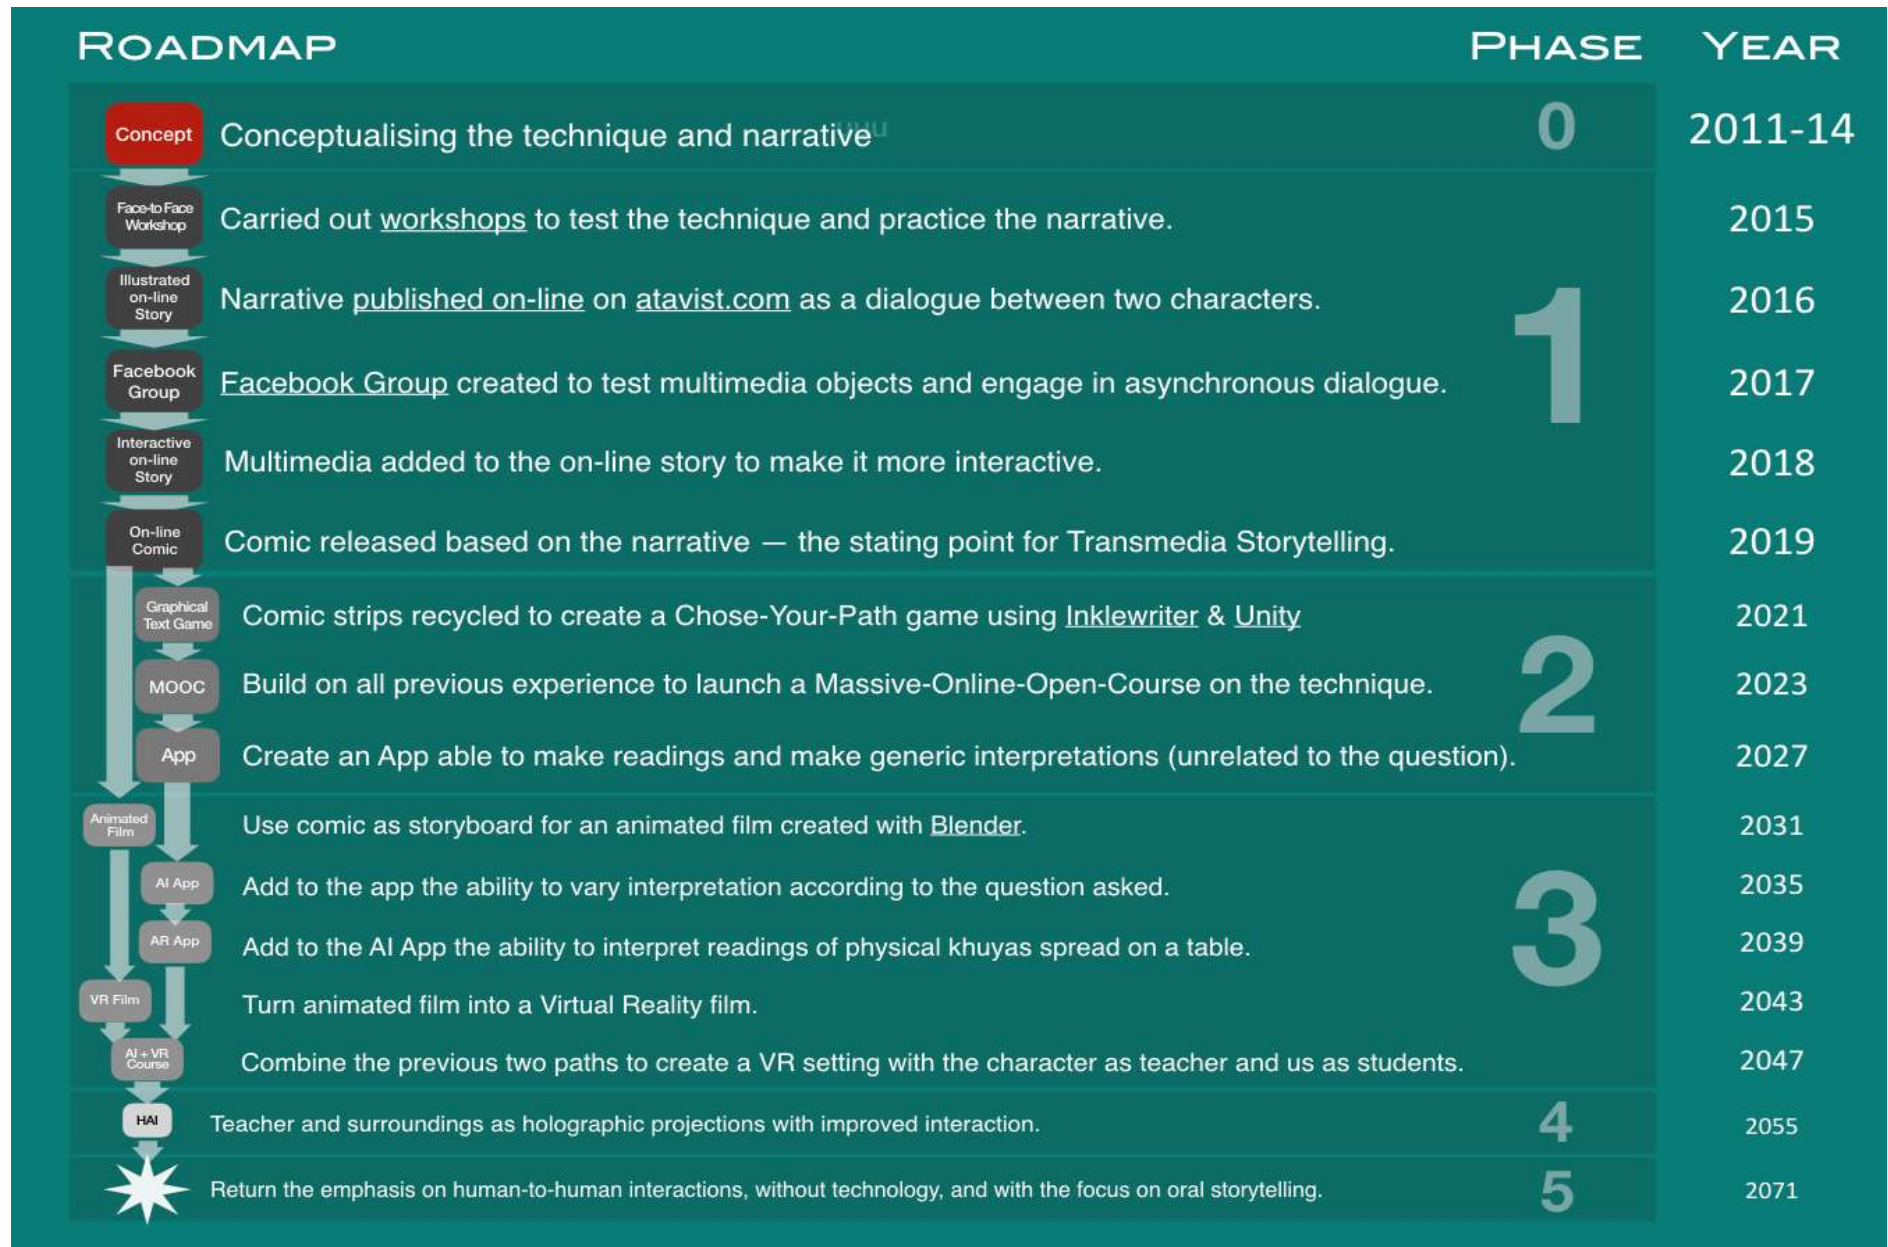 ROADMAP PHASE YEAR
Concept Conceptualising the technique and narrative 0 2011-14
Face-to Face
Workshop
Carried out workshops to test the technique and practice the narrative. 2015
Illustrated
on-line
Story
Narrative published on-line on atavist.com as a dialogue between two characters. 2016
1
Facebook
Group
Facebook Group created to test multimedia objects and engage in asynchronous dialogue. 2017
Interactive
on-line
Story
Multimedia added to the on-line story to make it more interactive. 2018
On-line
Comic
Comic released based on the narrative — the stating point for Transmedia Storytelling. 2019
Graphical
Text Game
Comic strips recycled to create a Chose-Your-Path game using Inklewriter & Unity 2021
MOOC Build on all previous experience to launch a Massive-Online-Open-Course on the technique. 2 2023
App Create an App able to make readings and make generic interpretations (unrelated to the question). 2027
Animated
Film
Use comic as storyboard for an animated film created with Blender. 2031
AI App Add to the app the ability to vary interpretation according to the question asked. 2035
3
AR App Add to the AI App the ability to interpret readings of physical khuyas spread on a table. 2039
VR Film Turn animated film into a Virtual Reality film. 2043
AI + VR
Course
Combine the previous two paths to create a VR setting with the character as teacher and us as students. 2047
HAI Teacher and surroundings as holographic projections with improved interaction. 4 2055
Return the emphasis on human-to-human interactions, without technology, and with the focus on oral storytelling. 5 2071